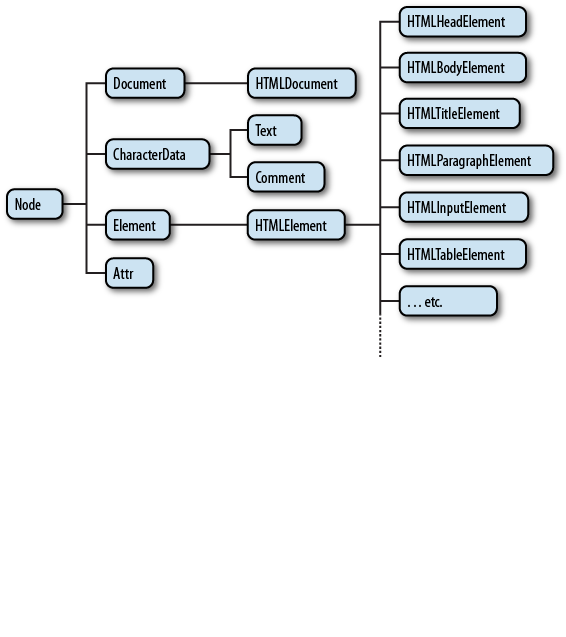 HTMLHeadElement
HTMLBodyElement
Document
HTMLDocument
HTMLTitleElement
Text
CharacterData
HTMLParagraphElement
Comment
Node
HTMLInputElement
Element
HTMLElement
HTMLTableElement
Attr
. . . etc.